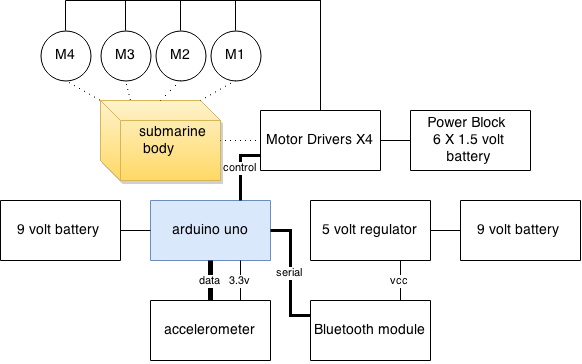 M4
M3
M2
M1
submarine
body
Motor Drivers X4
Power Block
6 X 1.5 volt
battery
control
9 volt battery
arduino uno
5 volt regulator
9 volt battery
data
3.3v
serial
vcc
accelerometer
Bluetooth module